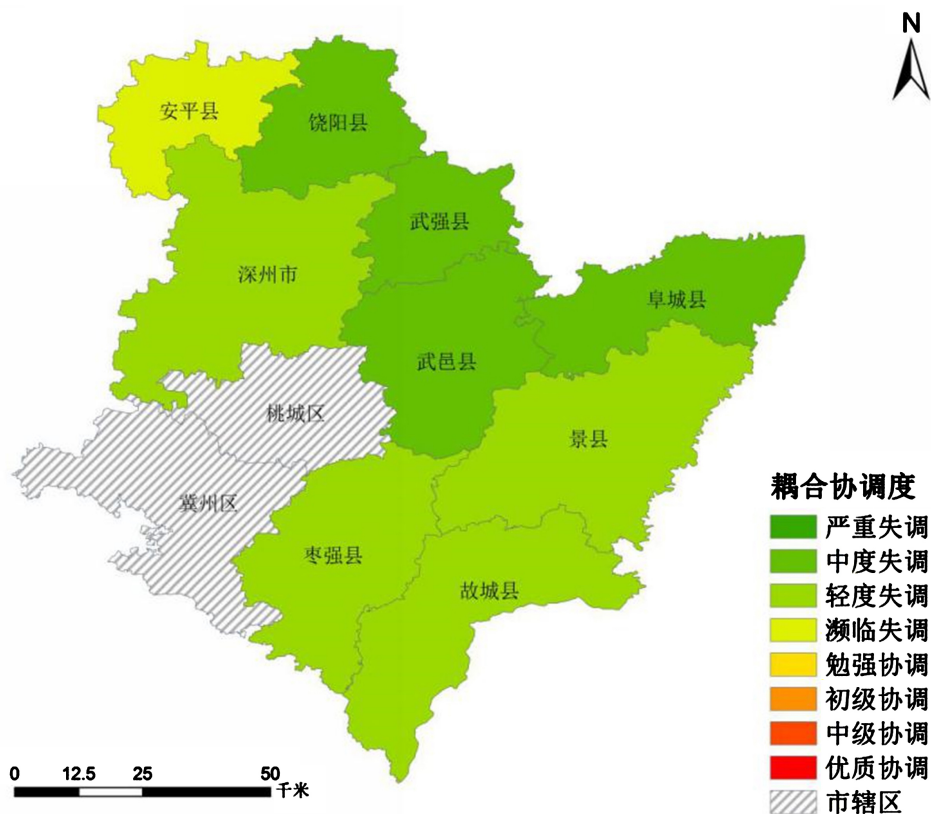 N
安平县
饶阳县
武强县
深州市
阜城县
武邑县
桃城区
景县
冀州区
枣强县
故城县
耦合协调度
严重失调
中度失调
轻度失调
濒临失调
勉强协调
初级协调
中级协调
优质协调
市辖区
0 12.5 25 50
千米